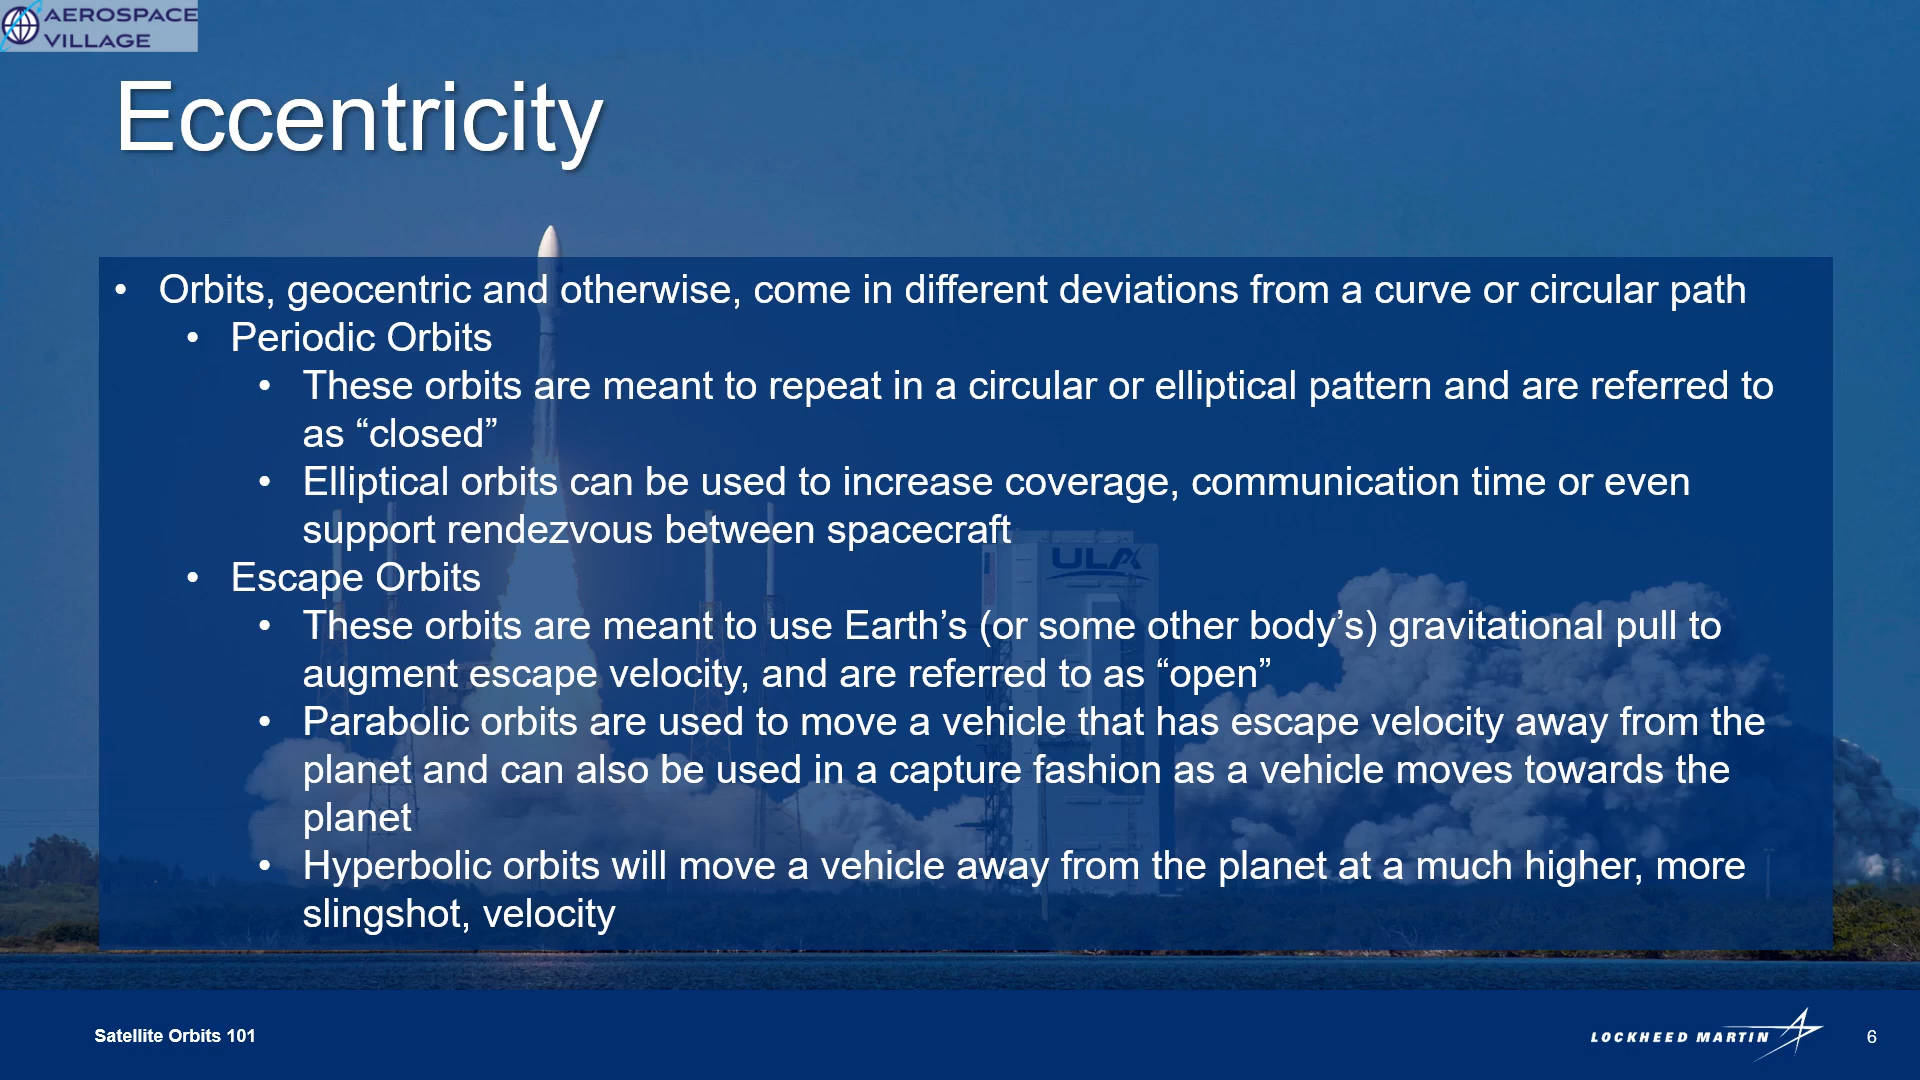 AEROSPACE
VILLAGE
Eccentricity
• Orbits, geocentric and otherwise, come in different deviations from a curve or circular path
• Periodic Orbits
• These orbits are meant to repeat in a circular or elliptical pattern and are referred to
as “closed”
• Elliptical orbits can be used to increase coverage, communication time or even
support rendezvous between spacecraft
• Escape Orbits
• These orbits are meant to use Earth’s (or some other body’s) gravitational pull to
augment escape velocity, and are referred to as “open”
• Parabolic orbits are used to move a vehicle that has escape velocity away from the
planet and can also be used in a capture fashion as a vehicle moves towards the
planet
• Hyperbolic orbits will move a vehicle away from the planet at a much higher, more
slingshot, velocity
ULA
Satellite Orbits 101
LOCKHEED MARTIN
6